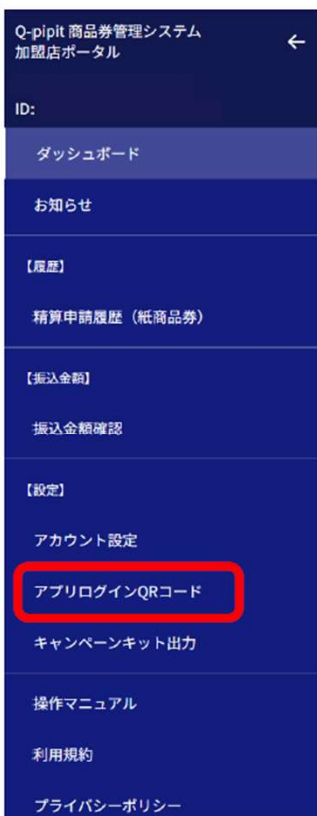 Q-pipit 商品券管理システム
加盟店ポータル
←
ID:
ダッシュボード
お知らせ
【履歴】
精算申請履歴（紙商品券）
【振込金額】
振込金額確認
【設定】
アカウント設定
アプリログインQRコード
キャンペーンキット出力
操作マニュアル
利用規約
プライバシーポリシー